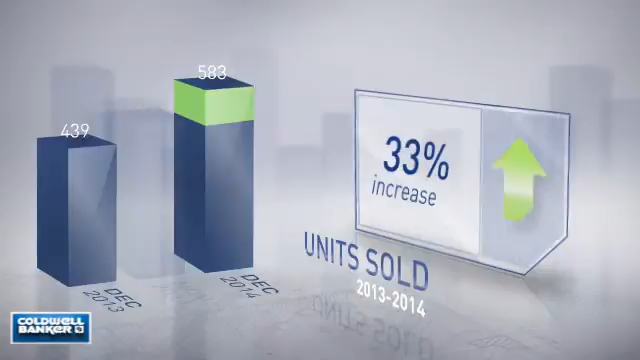 583
439
33%
increase
UNITS SOLD
2013-2014
DEC
2013
DEC
2014
COLDWELL
BANKER